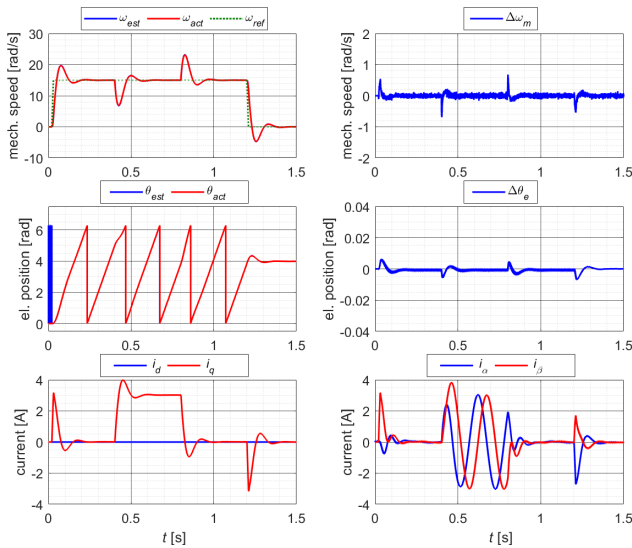 ω_est ω_act ω_ref
mech. speed [rad/s]
30
20
10
0
-10
0 0.5 1 1.5
Δω_m
mech. speed [rad/s]
2
1
0
-1
-2
0 0.5 1 1.5
θ_est θ_act
el. position [rad]
6
4
2
0
0 0.5 1 1.5
Δθ_e
el. position [rad]
0.04
0.02
0
-0.02
-0.04
0 0.5 1 1.5
i_d i_q
current [A]
4
2
0
-2
-4
0 0.5 1 1.5
t [s]
i_α i_β
current [A]
4
2
0
-2
-4
0 0.5 1 1.5
t [s]